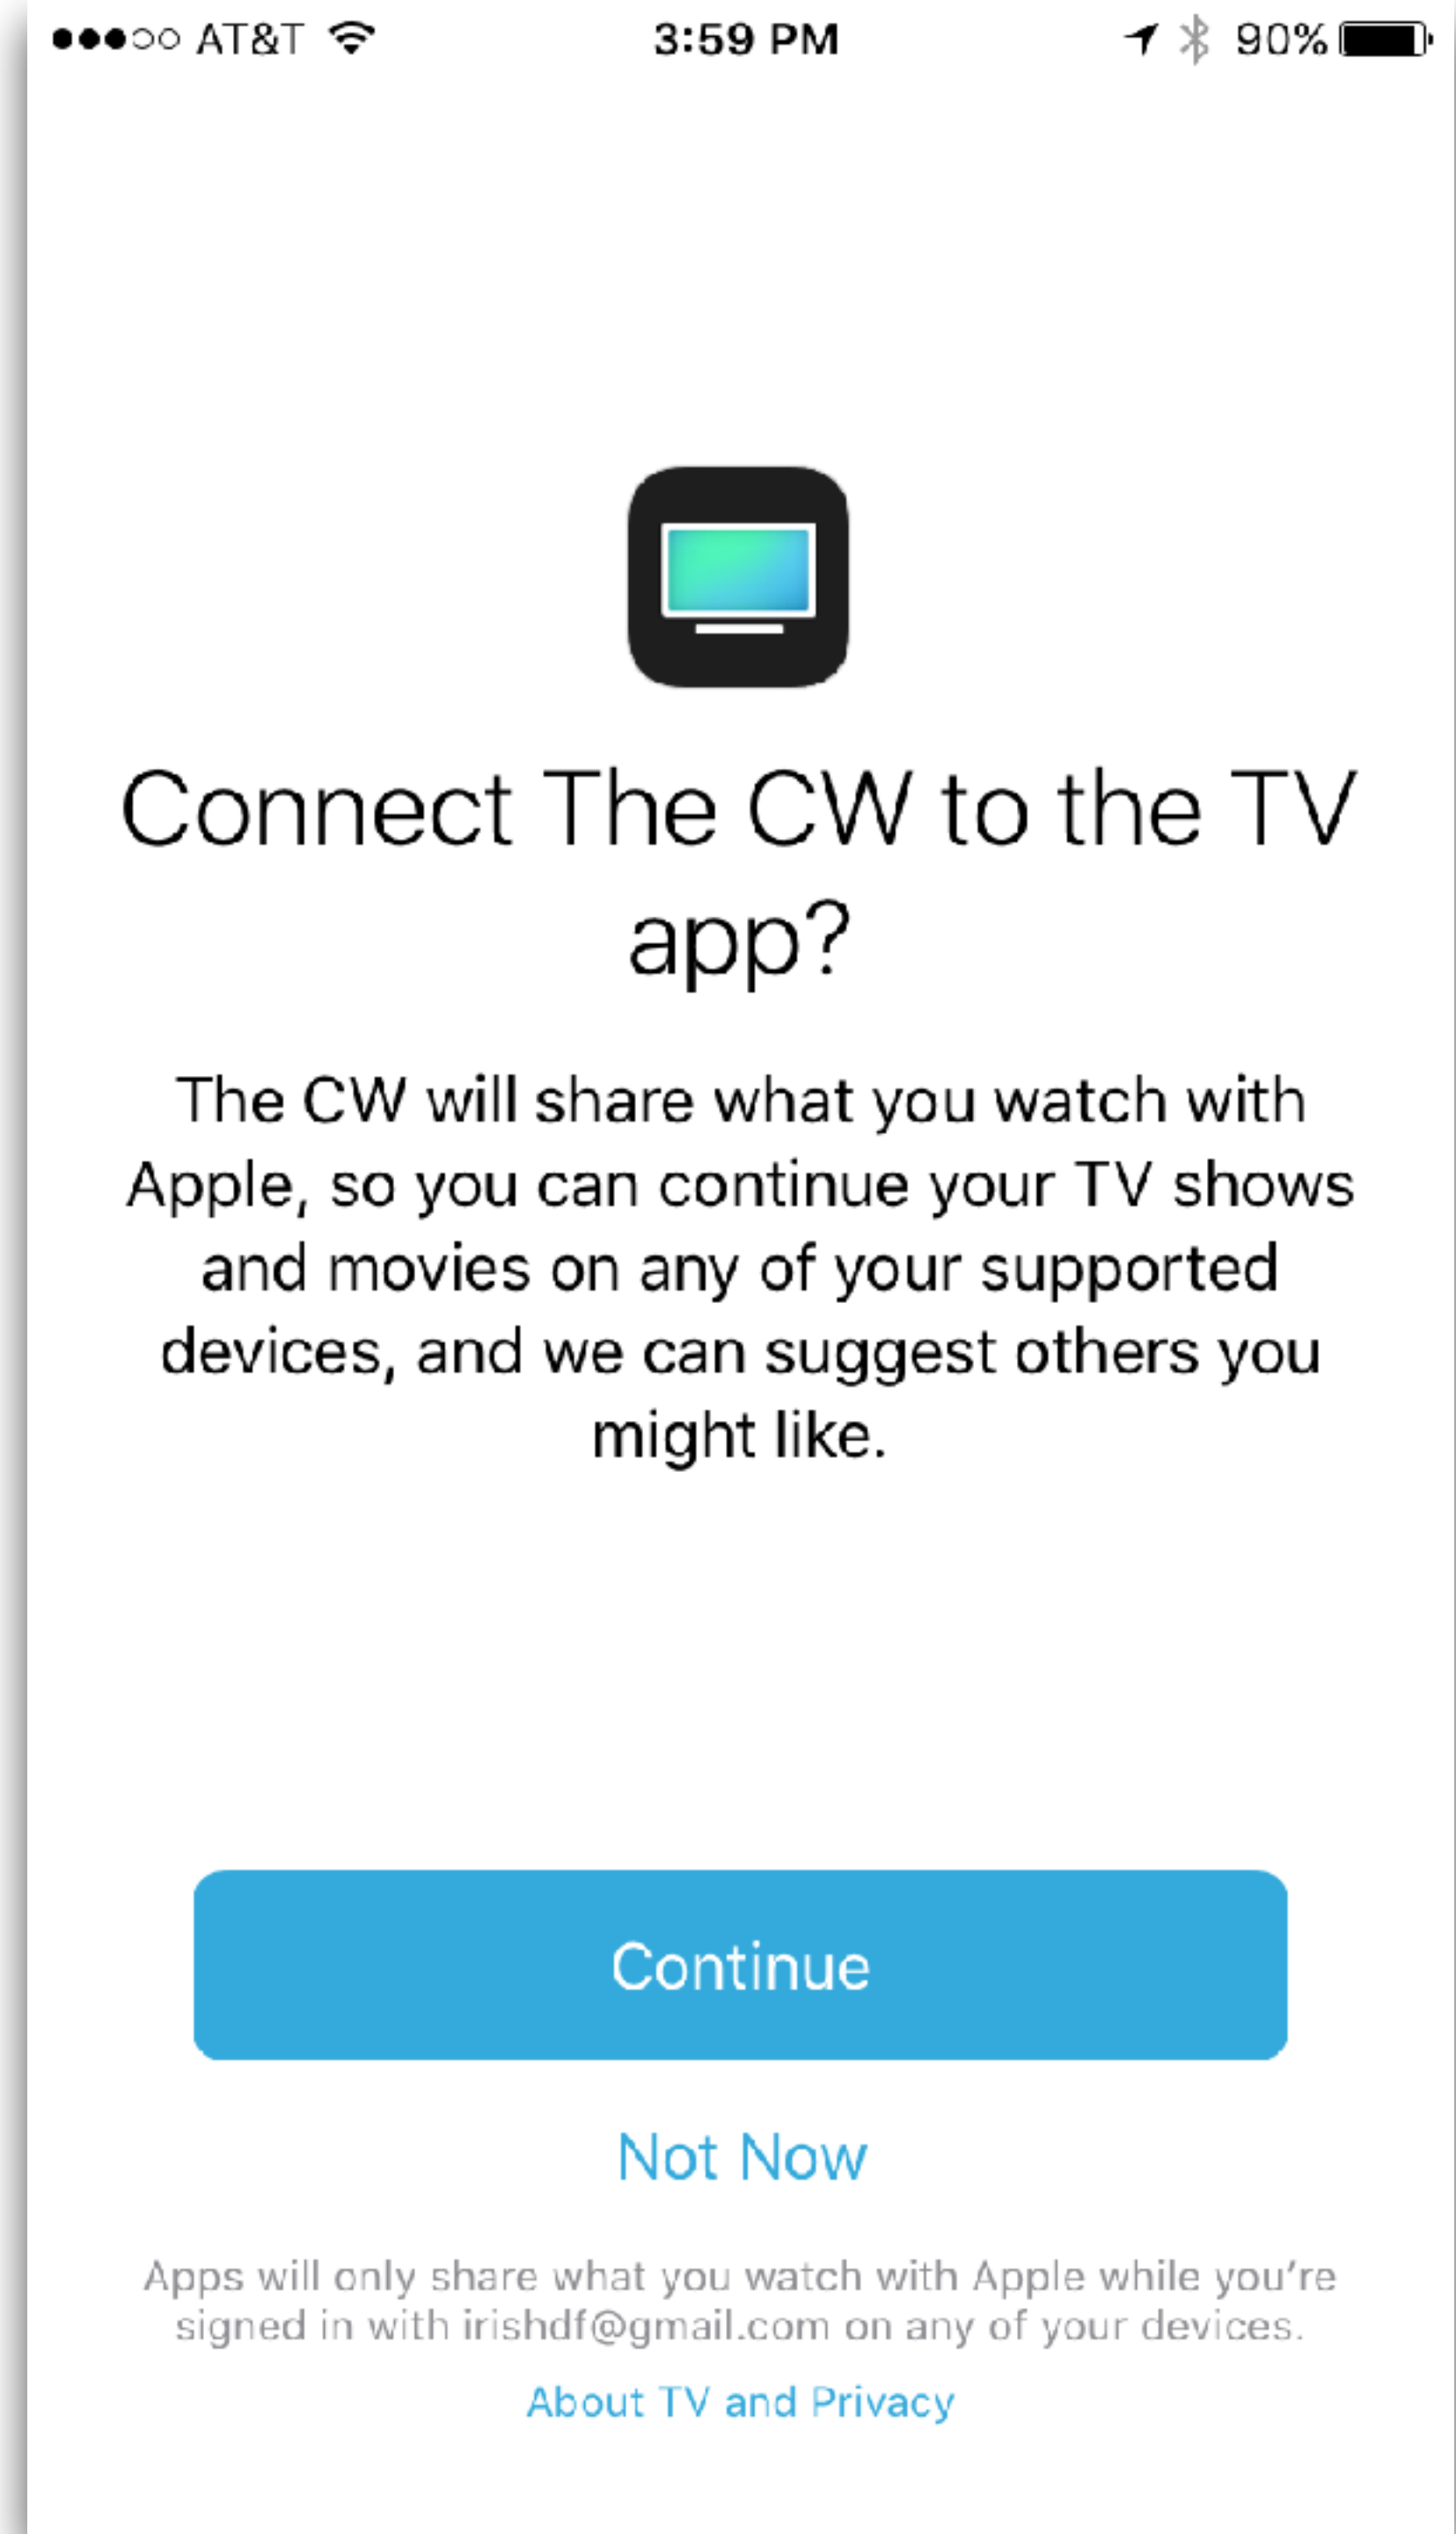 AT&T 3:59 PM 90%
Connect The CW to the TV
app?
The CW will share what you watch with
Apple, so you can continue your TV shows
and movies on any of your supported
devices, and we can suggest others you
might like.
Continue
Not Now
Apps will only share what you watch with Apple while you’re
signed in with irishdf@gmail.com on any of your devices.
About TV and Privacy